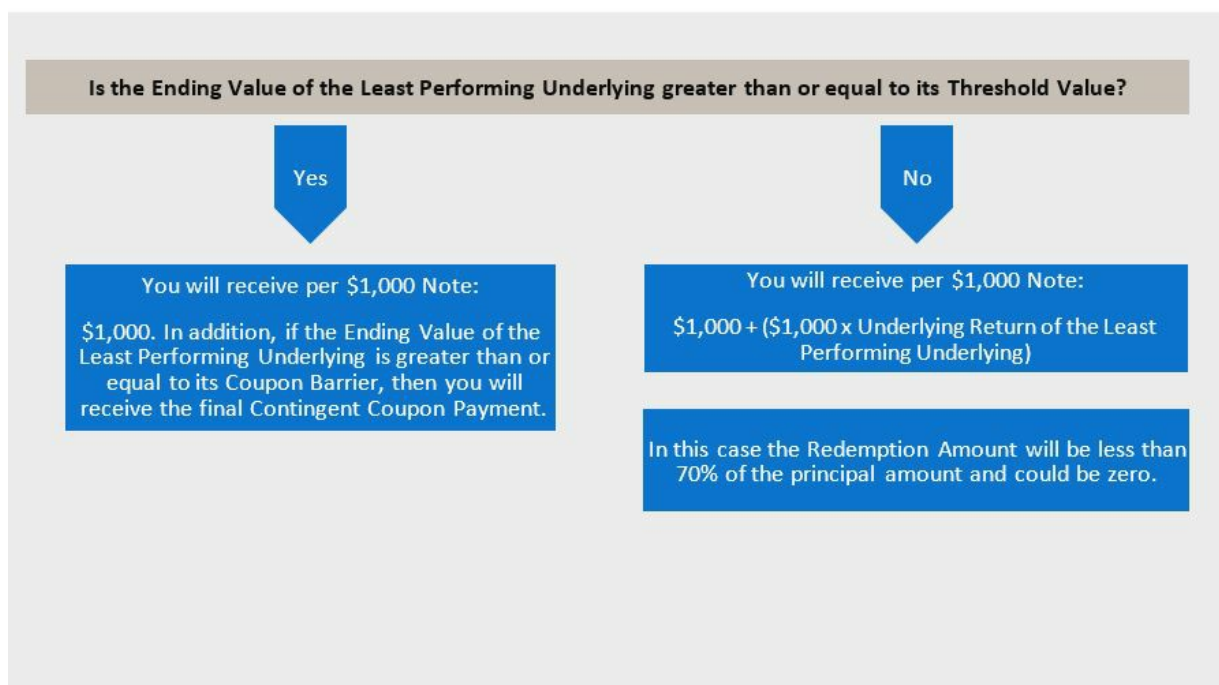 Is the Ending Value of the Least Performing Underlying greater than or equal to its Threshold Value?
Yes
No
You will receive per $1,000 Note:
$1,000. In addition, if the Ending Value of the
Least Performing Underlying is greater than or
equal to its Coupon Barrier, then you will
receive the final Contingent Coupon Payment.
You will receive per $1,000 Note:
$1,000 + ($1,000 x Underlying Return of the Least
Performing Underlying)
In this case the Redemption Amount will be less than
70% of the principal amount and could be zero.